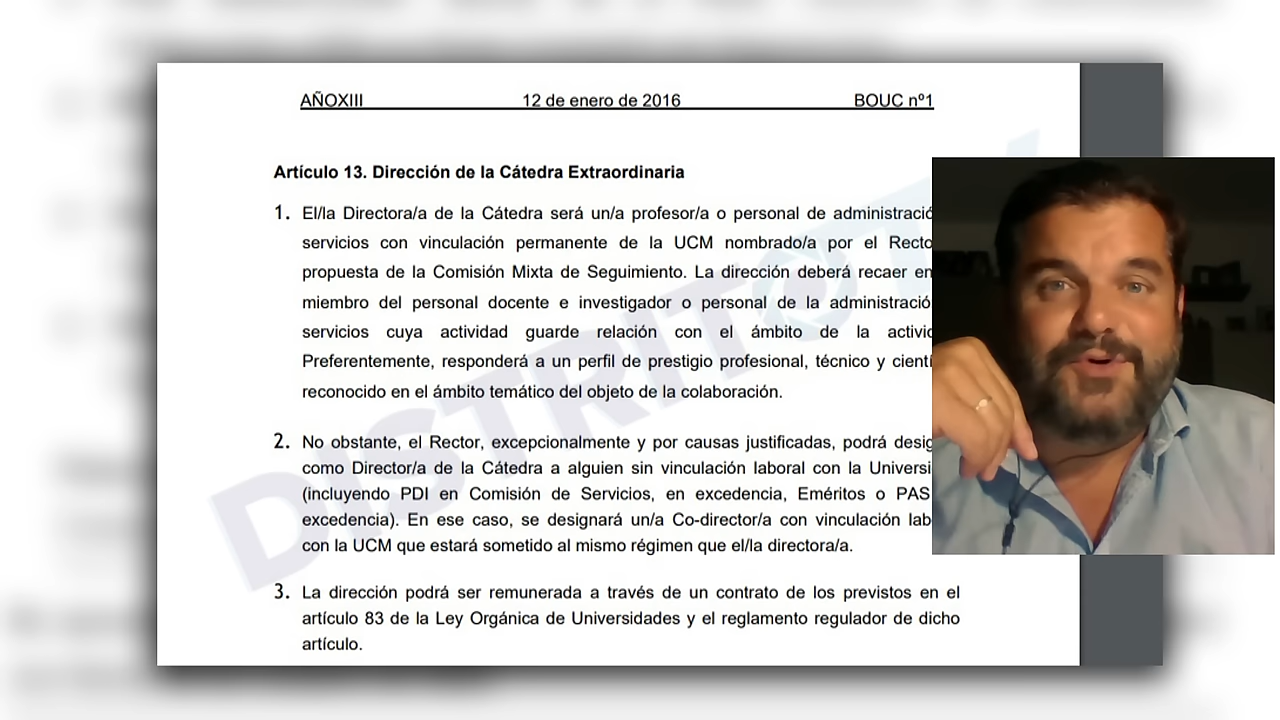 AÑOXIII 12 de enero de 2016 BOUC nº1
Artículo 13. Dirección de la Cátedra Extraordinaria
1. El/la Directora/a de la Cátedra será un/a profesor/a o personal de administració
servicios con vinculación permanente de la UCM nombrado/a por el Recto
propuesta de la Comisión Mixta de Seguimiento. La dirección deberá recaer en
miembro del personal docente e investigador o personal de la administració
servicios cuya actividad guarde relación con el ámbito de la activid
Preferentemente, responderá a un perfil de prestigio profesional, técnico y cientí
reconocido en el ámbito temático del objeto de la colaboración.
2. No obstante, el Rector, excepcionalmente y por causas justificadas, podrá desig
como Director/a de la Cátedra a alguien sin vinculación laboral con la Universi
(incluyendo PDI en Comisión de Servicios, en excedencia, Eméritos o PAS
excedencia). En ese caso, se designará un/a Co-director/a con vinculación lab
con la UCM que estará sometido al mismo régimen que el/la directora/a.
3. La dirección podrá ser remunerada a través de un contrato de los previstos en el
artículo 83 de la Ley Orgánica de Universidades y el reglamento regulador de dicho
artículo.
DISTRITO